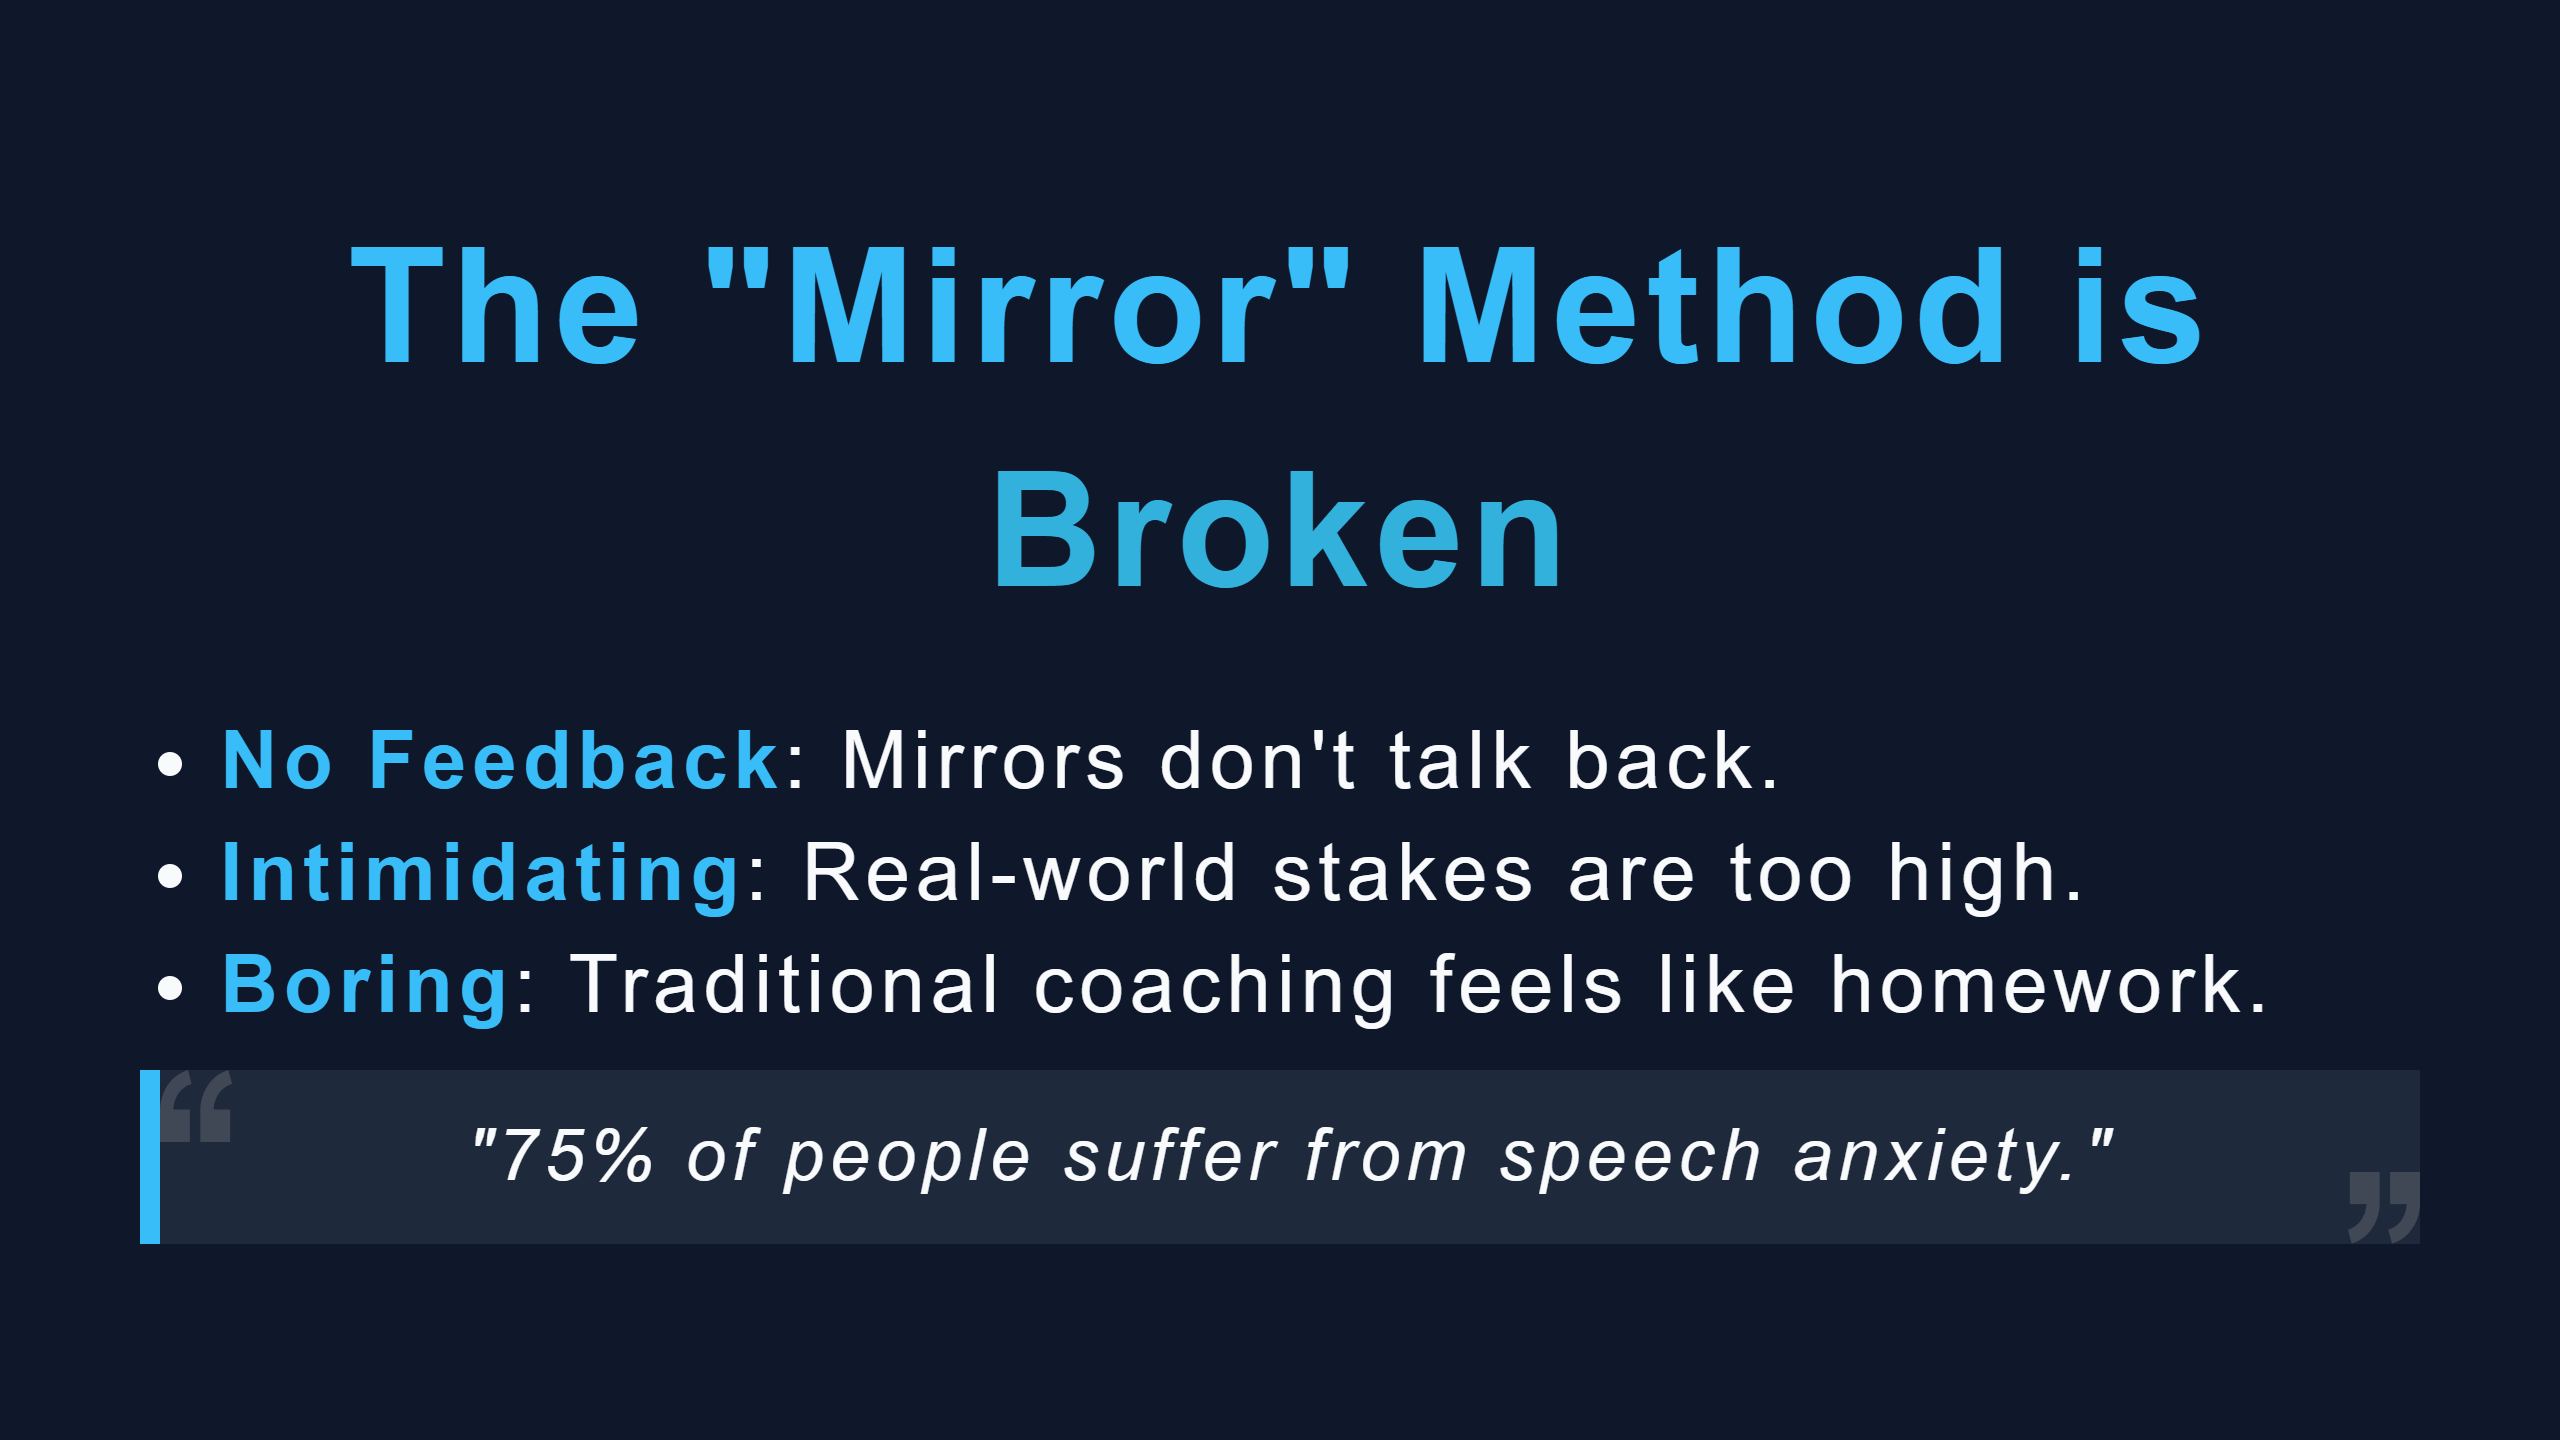 The "Mirror" Method is
Broken
• No Feedback: Mirrors don't talk back.
• Intimidating: Real-world stakes are too high.
• Boring: Traditional coaching feels like homework.
“
"75% of people suffer from speech anxiety."
”